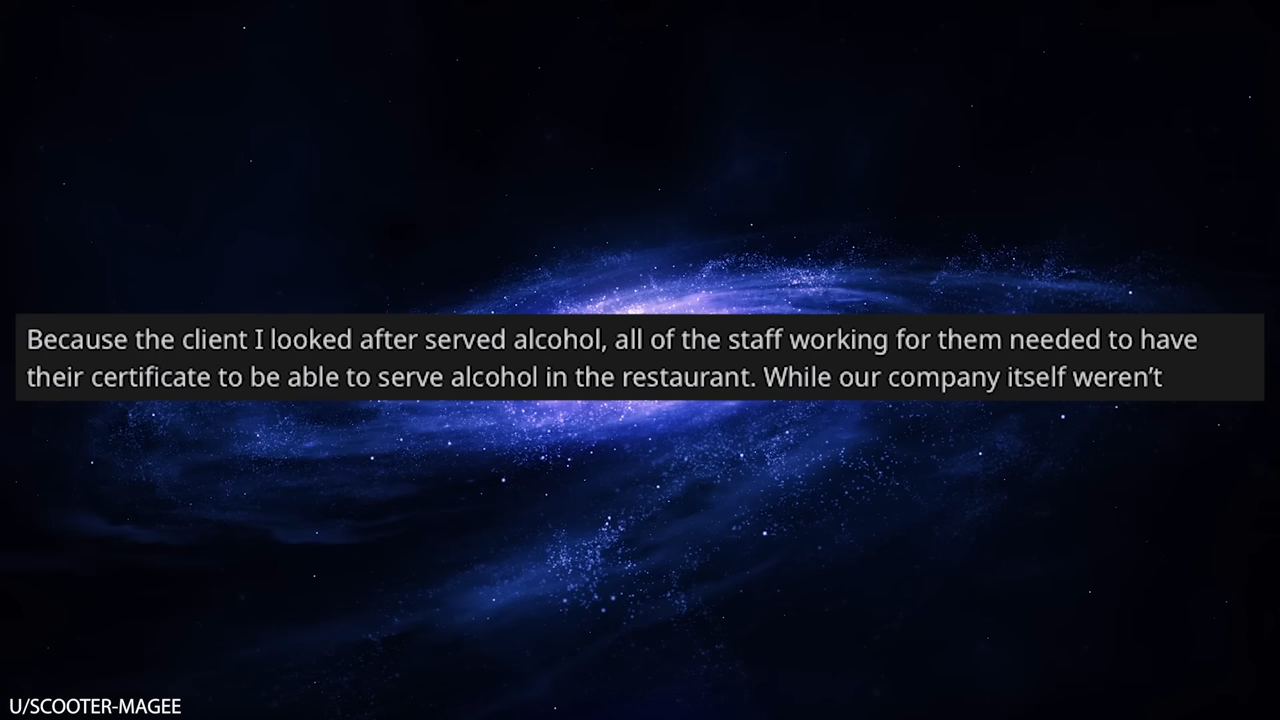 Because the client I looked after served alcohol, all of the staff working for them needed to have
their certificate to be able to serve alcohol in the restaurant. While our company itself weren’t
U/SCOOTER-MAGEE